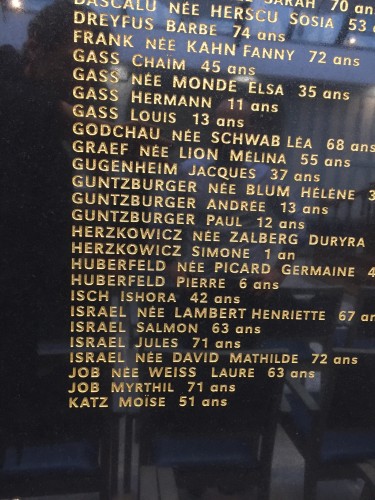 DASCALU NÉE HERSCU SOSIA 53
DREYFUS BARBE 74 ans
FRANK NÉE KAHN FANNY 72 ans
GASS CHAIM 45 ans
GASS NÉE MONDE ELSA 35 ans
GASS HERMANN 11 ans
GASS LOUIS 13 ans
GODCHAU NÉE SCHWAB LÉA 68 ans
GRAEF NÉE LION MÉLINA 55 ans
GUGENHEIM JACQUES 37 ans
GUNTZBURGER NÉE BLUM HÉLÈNE 3
GUNTZBURGER ANDRÉE 13 ans
GUNTZBURGER PAUL 12 ans
HERZKOWICZ NÉE ZALBERG DURYRA
HERZKOWICZ SIMONE 1 an
HUBERFELD NÉE PICARD GERMAINE 4
HUBERFELD PIERRE 6 ans
ISCH ISHORA 42 ans
ISRAEL NÉE LAMBERT HENRIETTE 67 an
ISRAEL SALMON 63 ans
ISRAEL JULES 71 ans
ISRAEL NÉE DAVID MATHILDE 72 ans
JOB NÉE WEISS LAURE 63 ans
JOB MYRTHIL 71 ans
KATZ MOÏSE 51 ans